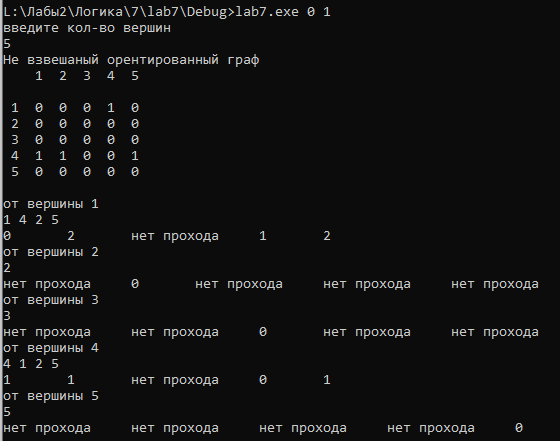 L:\Лабы2\Логика\7\lab7\Debug>lab7.exe 0 1
введите кол-во вершин
5
Не взвешаный орентированный граф
1 2 3 4 5
1 0 0 0 1 0
2 0 0 0 0 0
3 0 0 0 0 0
4 1 1 0 0 1
5 0 0 0 0 0
от вершины 1
1 4 2 5
0 2 нет прохода 1 2
от вершины 2
2
нет прохода 0 нет прохода нет прохода нет прохода
от вершины 3
3
нет прохода нет прохода 0 нет прохода нет прохода
от вершины 4
4 1 2 5
1 1 нет прохода 0 1
от вершины 5
5
нет прохода нет прохода нет прохода нет прохода 0